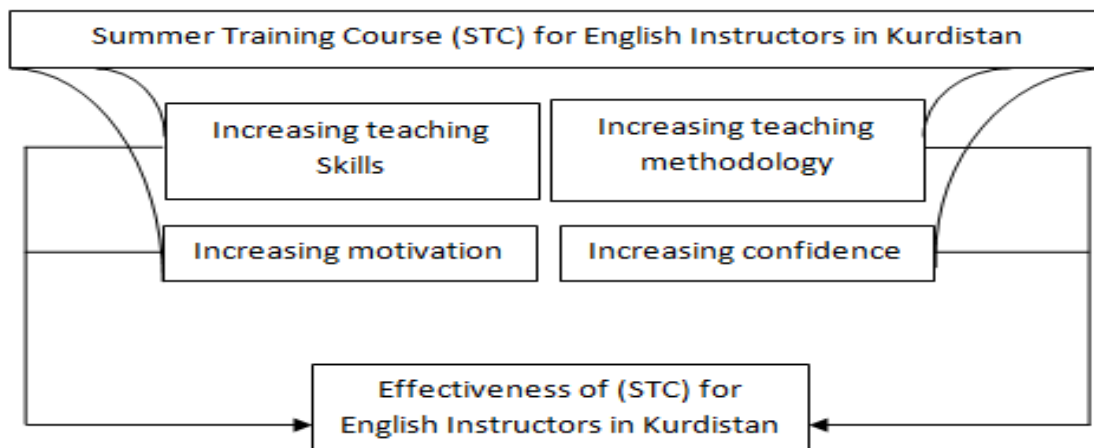 Summer Training Course (STC) for English Instructors in Kurdistan
Increasing teaching
Skills
Increasing teaching
methodology
Increasing motivation
Increasing confidence
Effectiveness of (STC) for
English Instructors in Kurdistan